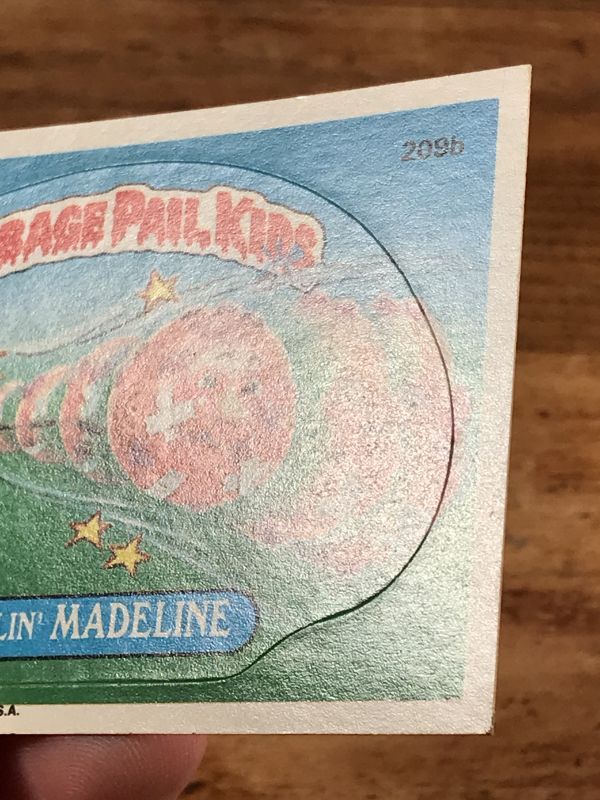 209b
RBAGE PAIL KIDS
LIN' MADELINE
S.A.